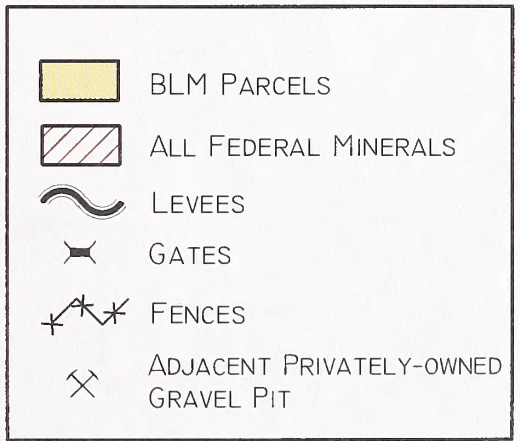 BLM PARCELS
ALL FEDERAL MINERALS
LEVEES
GATES
FENCES
ADJACENT PRIVATELY-OWNED
GRAVEL PIT